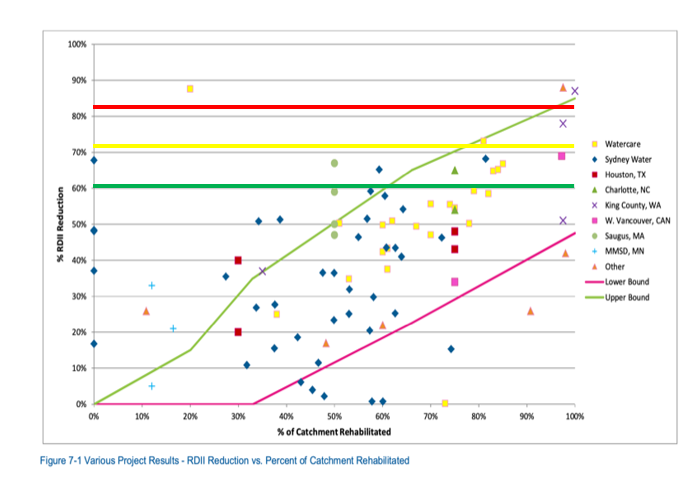 100%
90%
80%
70%
60%
50%
40%
30%
20%
10%
0%
% RDII Reduction
0% 10% 20% 30% 40% 50% 60% 70% 80% 90% 100%
% of Catchment Rehabilitated
Watercare
Sydney Water
Houston, TX
Charlotte, NC
King County, WA
W. Vancouver, CAN
Saugus, MA
MMSD, MN
Other
Lower Bound
Upper Bound
Figure 7-1 Various Project Results - RDII Reduction vs. Percent of Catchment Rehabilitated